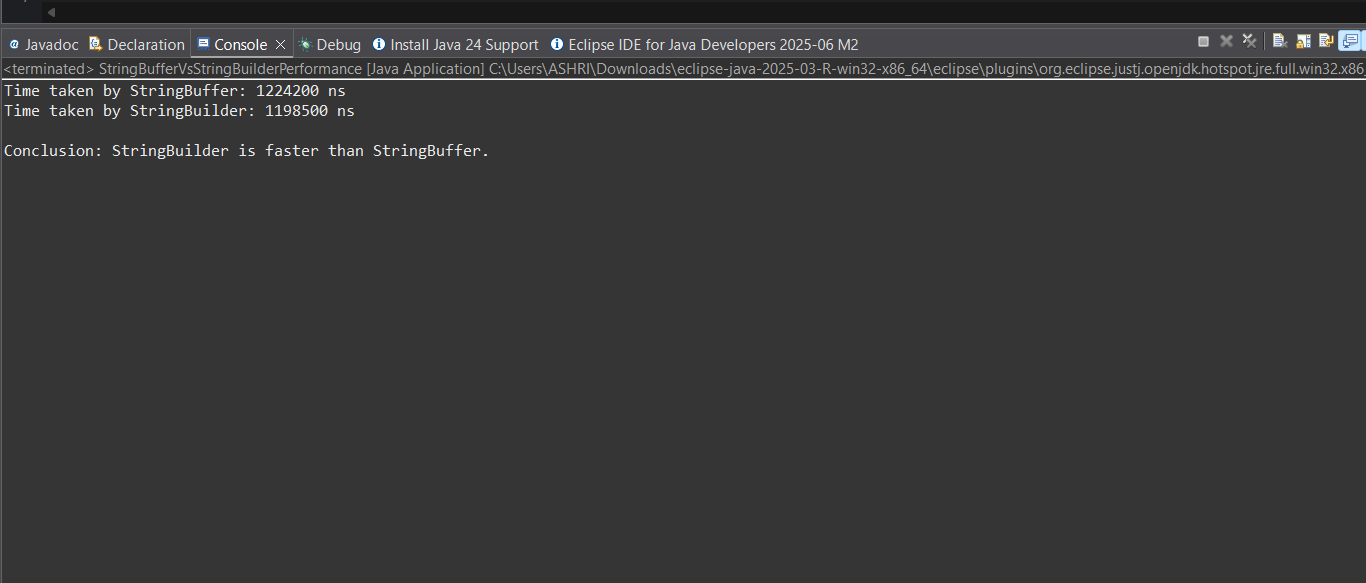 Javadoc Declaration Console Debug Install Java 24 Support Eclipse IDE for Java Developers 2025-06 M2
<terminated> StringBufferVsStringBuilderPerformance [Java Application] C:\Users\ASHRI\Downloads\eclipse-java-2025-03-R-win32-x86_64\eclipse\plugins\org.eclipse.justj.openjdk.hotspot.jre.full.win32.x86_
Time taken by StringBuffer: 1224200 ns
Time taken by StringBuilder: 1198500 ns
Conclusion: StringBuilder is faster than StringBuffer.